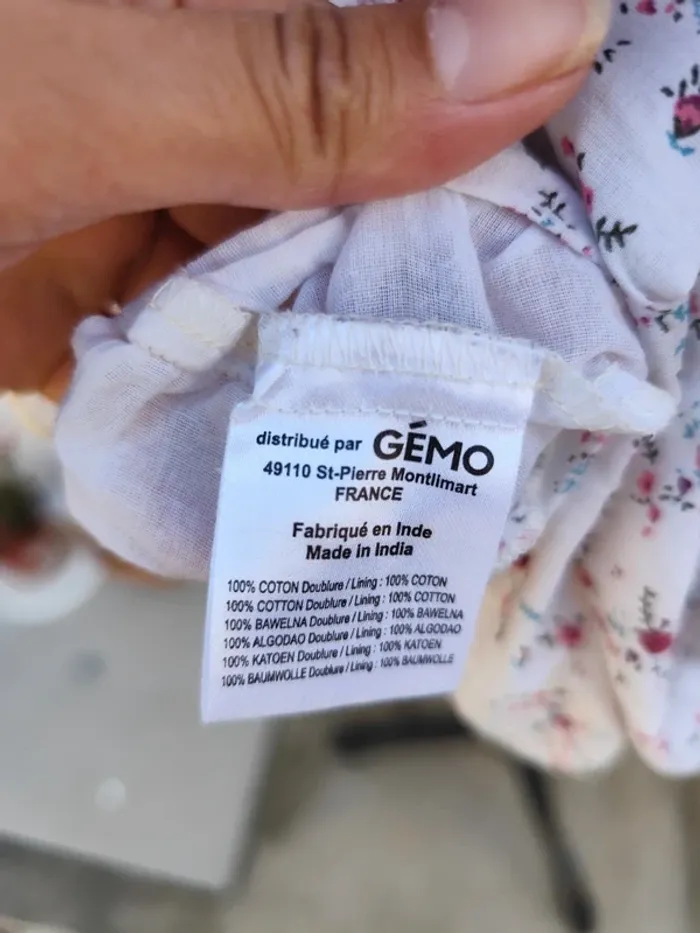 distribué par GÉMO
49110 St-Pierre Montlimart
FRANCE
Fabriqué en Inde
Made in India
100% COTON Doublure / Lining : 100% COTON
100% COTTON Doublure / Lining : 100% COTTON
100% BAWELNA Doublure / Lining : 100% BAWELNA
100% ALGODAO Doublure / Lining : 100% ALGODAO
100% KATOEN Doublure / Lining : 100% KATOEN
100% BAUMWOLLE Doublure / Lining : 100% BAUMWOLLE